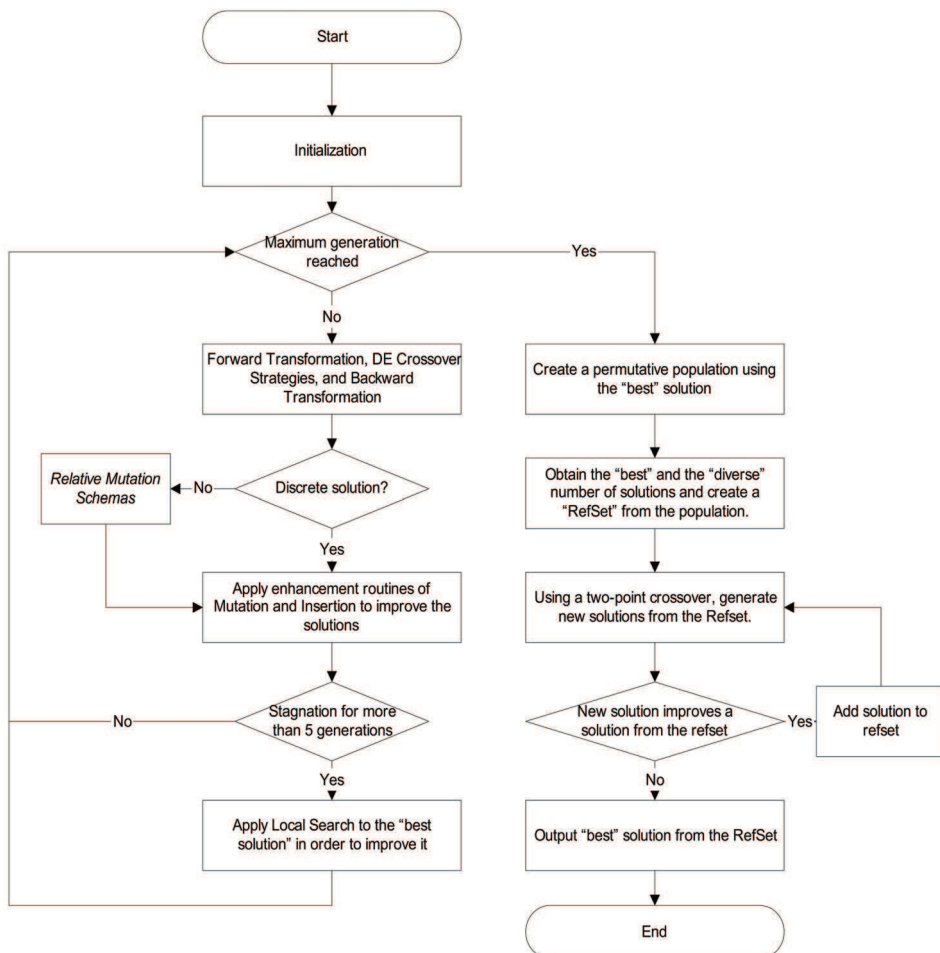 Start
Initialization
Maximum generation
reached
Yes
No
Forward Transformation, DE Crossover
Strategies, and Backward
Transformation
Create a permutative population using
the “best” solution
Relative Mutation
Schemas
No
Discrete solution?
Obtain the “best” and the “diverse”
number of solutions and create a
“RefSet” from the population.
Yes
Apply enhancement routines of
Mutation and Insertion to improve the
solutions
Using a two-point crossover, generate
new solutions from the Refset.
No
Stagnation for more
than 5 generations
New solution improves a
solution from the refset
Yes
Add solution to
refset
Yes
No
Apply Local Search to the “best
solution” in order to improve it
Output “best” solution from the RefSet
End